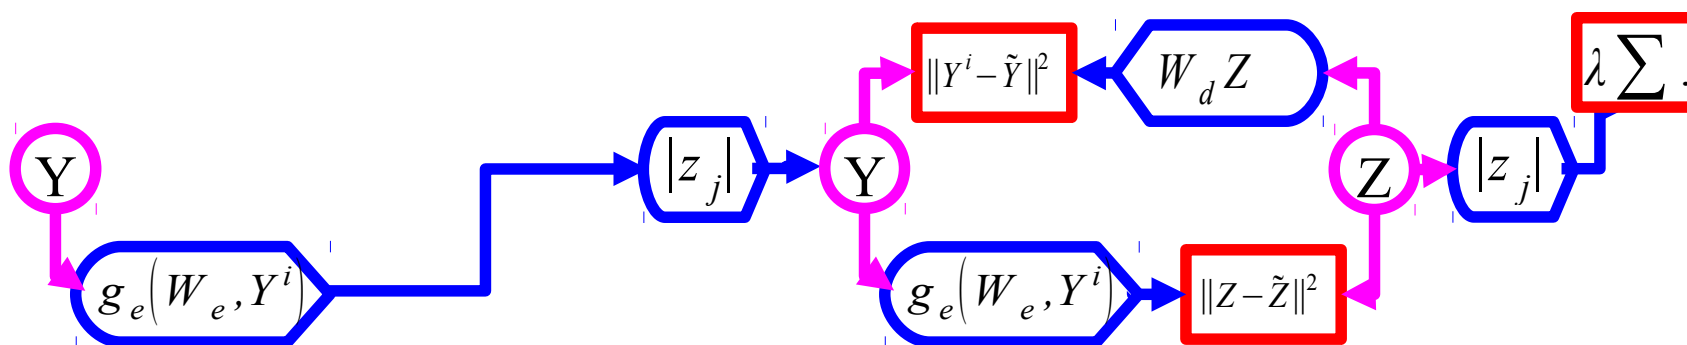 ‖Y^i − Ỹ‖²
W_d Z
λ ∑
Y
|z_j|
Y
Z
|z_j|
g_e(W_e, Y^i)
g_e(W_e, Y^i)
‖Z − Z̃‖²